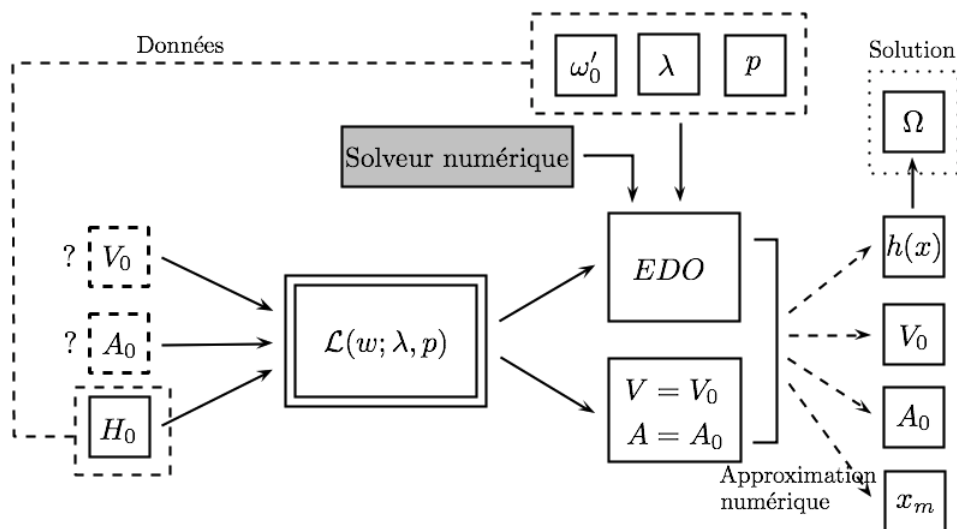 Données
ω′₀ λ p
Solution
Ω
Solveur numérique
? V₀
EDO
h(x)
ℒ(w; λ, p)
V₀
? A₀
V = V₀
A = A₀
A₀
H₀
Approximation
numérique
xₘ